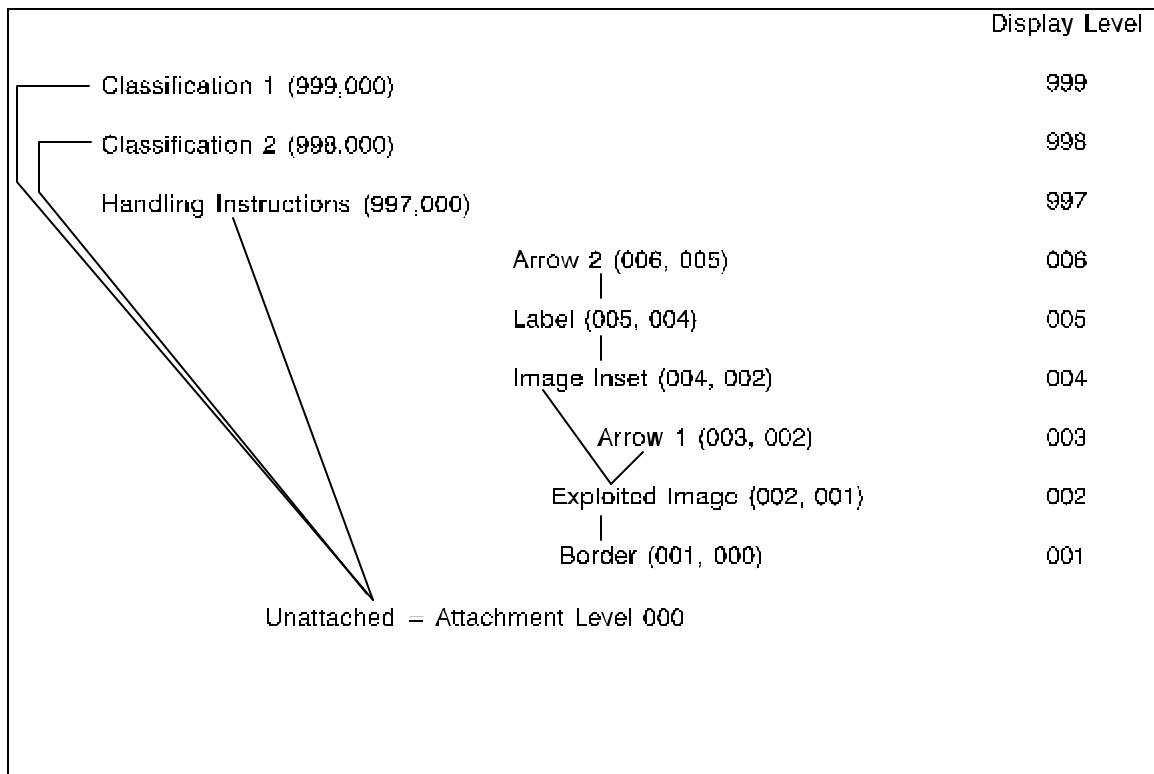 Display Level
Classification 1 (999,000) 999
Classification 2 (998,000) 998
Handling Instructions (997,000) 997
Arrow 2 (006, 005) 006
Label (005, 004) 005
Image Inset (004, 002) 004
Arrow 1 (003, 002) 003
Exploited Image (002, 001) 002
Border (001, 000) 001
Unattached – Attachment Level 000